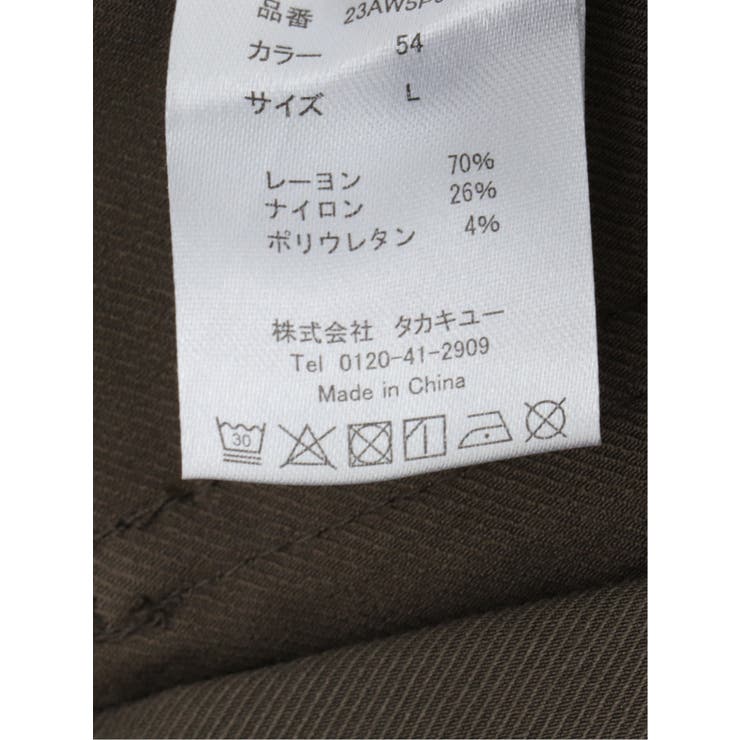 品番
カラー 54
サイズ L
レーヨン 70%
ナイロン 26%
ポリウレタン 4%
株式会社 タカキユー
Tel 0120-41-2909
Made in China
30